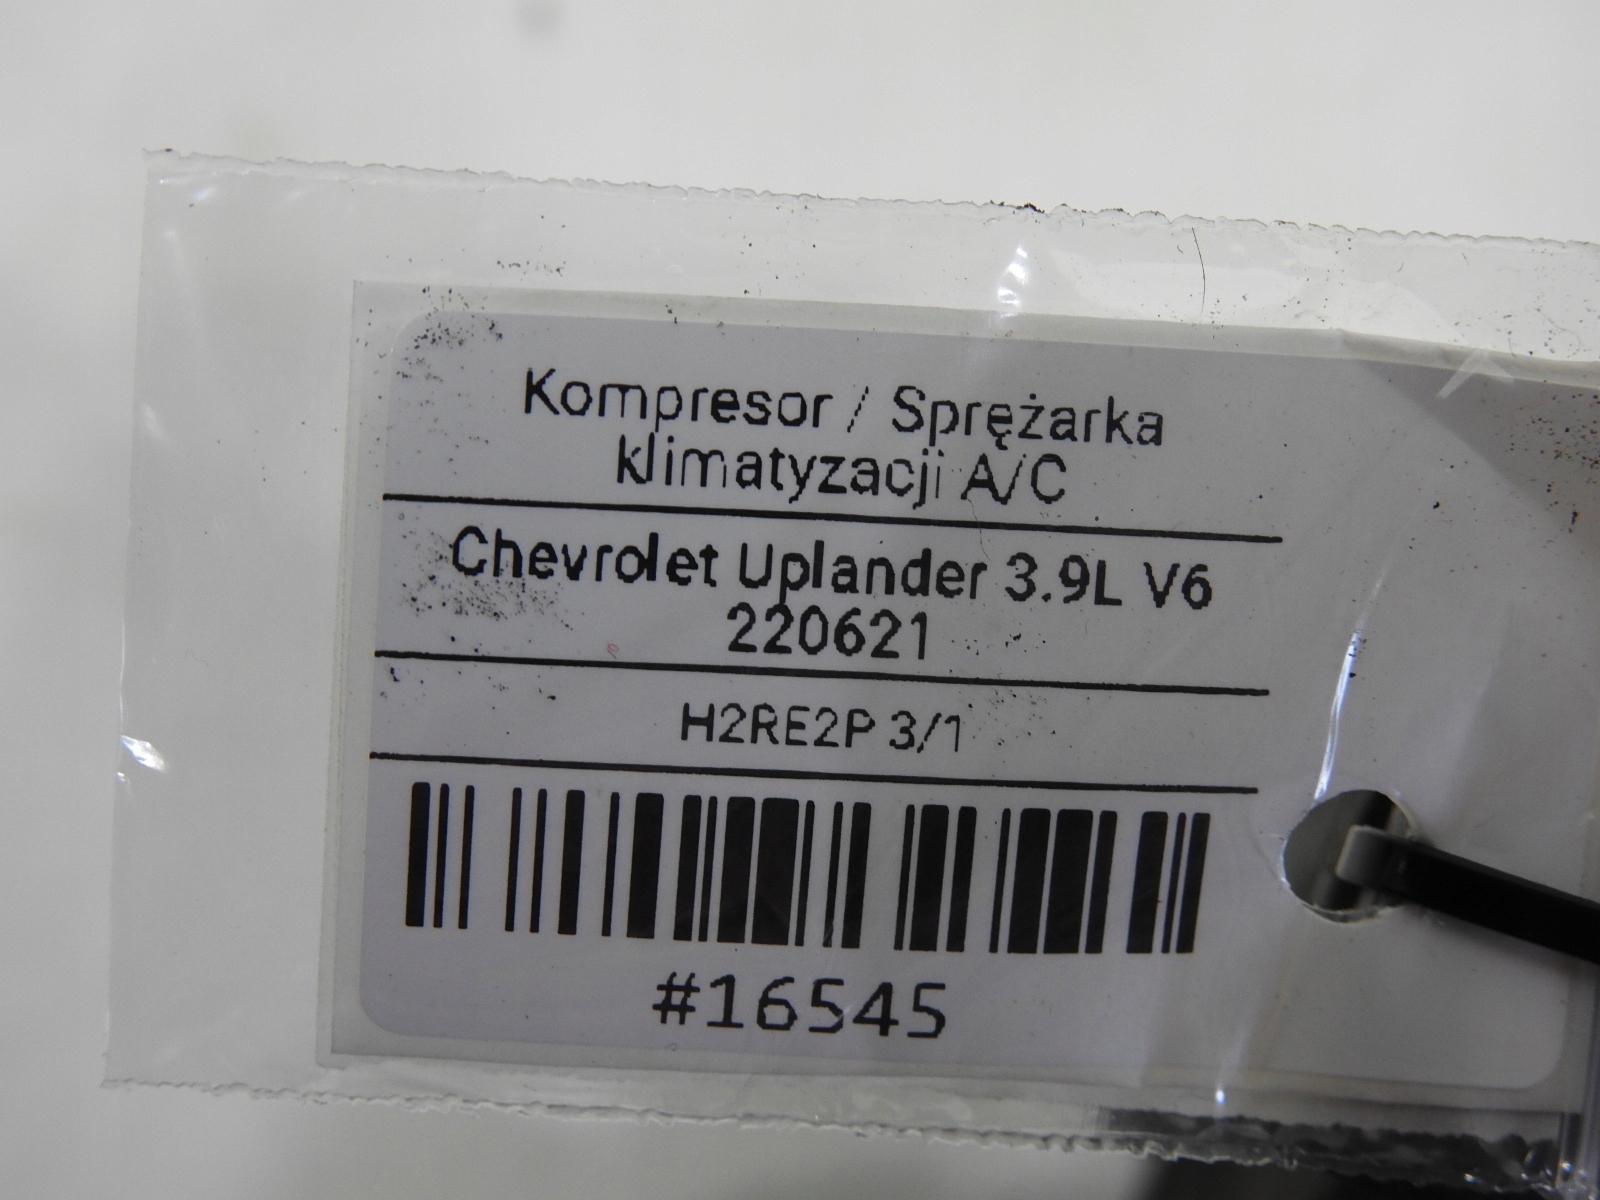 Kompresor / Sprężarka
klimatyzacji A/C
Chevrolet Uplander 3.9L V6
220621
H2RE2P 3/1
#16545